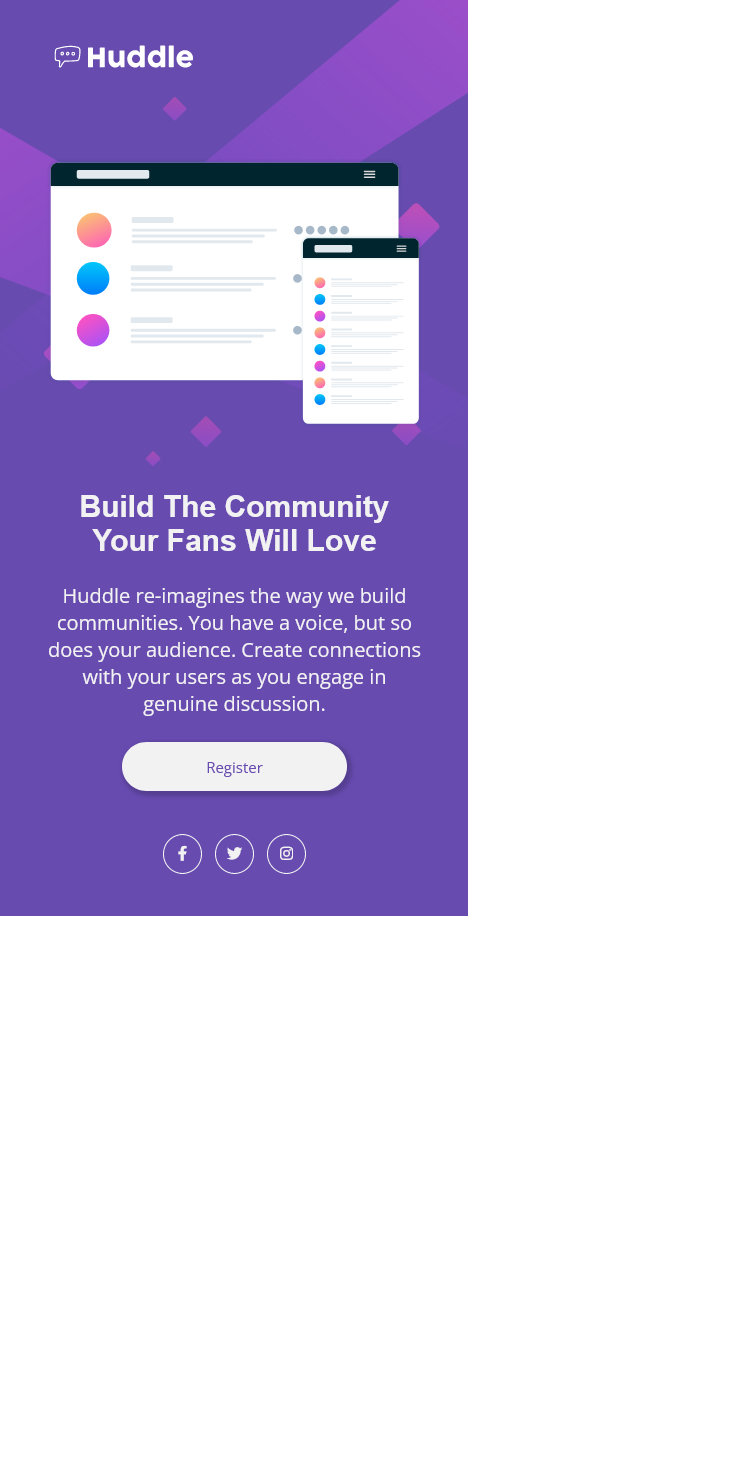 Huddle
Build The Community
Your Fans Will Love
Huddle re-imagines the way we build
communities. You have a voice, but so
does your audience. Create connections
with your users as you engage in
genuine discussion.
Register